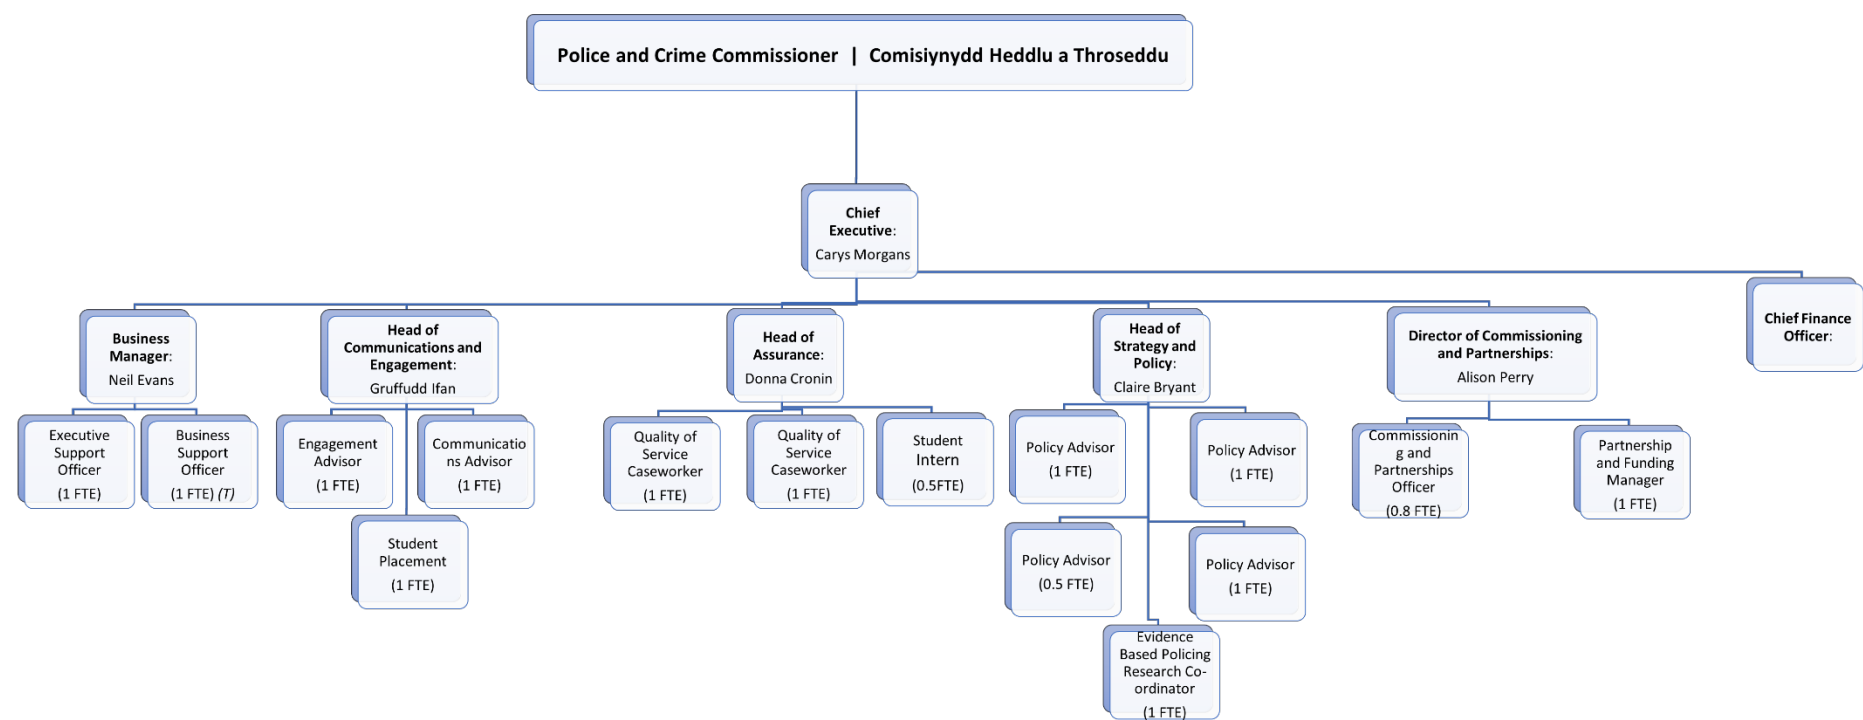 Police and Crime Commissioner | Comisiynydd Heddlu a Throseddu
Chief
Executive:
Carys Morgans
Business
Manager:
Neil Evans
Head of
Communications and
Engagement:
Gruffudd Ifan
Head of
Assurance:
Donna Cronin
Head of
Strategy and
Policy:
Claire Bryant
Director of Commissioning
and Partnerships:
Alison Perry
Chief Finance
Officer:
Executive
Support
Officer
(1 FTE)
Business
Support
Officer
(1 FTE) (T)
Engagement
Advisor
(1 FTE)
Communicatio
ns Advisor
(1 FTE)
Student
Placement
(1 FTE)
Quality of
Service
Caseworker
(1 FTE)
Quality of
Service
Caseworker
(1 FTE)
Student
Intern
(0.5FTE)
Policy Advisor
(1 FTE)
Policy Advisor
(1 FTE)
Policy Advisor
(0.5 FTE)
Policy Advisor
(1 FTE)
Evidence
Based Policing
Research Co-
ordinator
(1 FTE)
Commissionin
g and
Partnerships
Officer
(0.8 FTE)
Partnership
and Funding
Manager
(1 FTE)